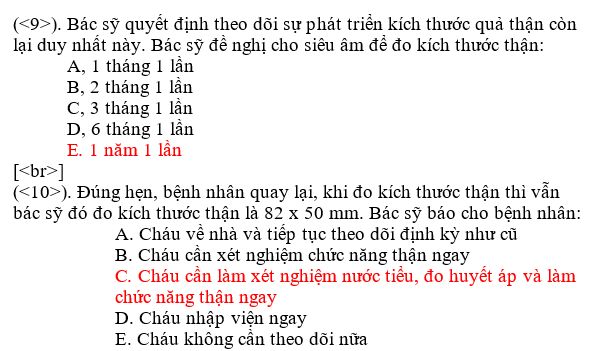 (<9>). Bác sỹ quyết định theo dõi sự phát triển kích thước quả thận còn
lại duy nhất này. Bác sỹ đề nghị cho siêu âm để đo kích thước thận:
A, 1 tháng 1 lần
B, 2 tháng 1 lần
C, 3 tháng 1 lần
D, 6 tháng 1 lần
E. 1 năm 1 lần
[<br>]
(<10>). Đúng hẹn, bệnh nhân quay lại, khi đo kích thước thận thì vẫn
bác sỹ đó đo kích thước thận là 82 x 50 mm. Bác sỹ báo cho bệnh nhân:
A. Cháu về nhà và tiếp tục theo dõi định kỳ như cũ
B. Cháu cần xét nghiệm chức năng thận ngay
C. Cháu cần làm xét nghiệm nước tiểu, đo huyết áp và làm
chức năng thận ngay
D. Cháu nhập viện ngay
E. Cháu không cần theo dõi nữa